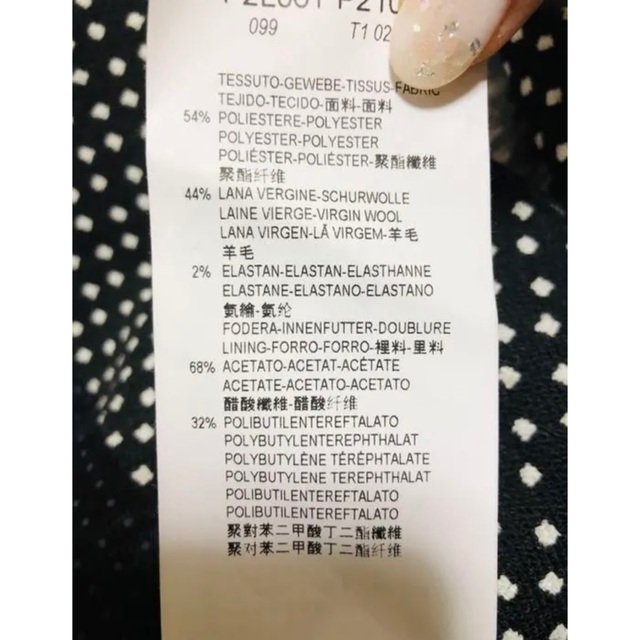 099 T1 02
TESSUTO-GEWEBE-TISSUS-FABRIC
TEJIDO-TECIDO-面料-面料
54% POLIESTERE-POLYESTER
POLYESTER-POLYESTER
POLIÉSTER-POLIÉSTER-聚酯纖維
聚酯纤维
44% LANA VERGINE-SCHURWOLLE
LAINE VIERGE-VIRGIN WOOL
LANA VIRGEN-LÃ VIRGEM-羊毛
羊毛
2% ELASTAN-ELASTAN-ELASTHANNE
ELASTANE-ELASTANO-ELASTANO
氨綸-氨纶
FODERA-INNENFUTTER-DOUBLURE
LINING-FORRO-FORRO-裡料-里料
68% ACETATO-ACETAT-ACÉTATE
ACETATE-ACETATO-ACETATO
醋酸纖維-醋酸纤维
32% POLIBUTILENTEREFTALATO
POLYBUTYLENTEREPHTHALAT
POLYBUTYLÈNE TÉRÉPHTALATE
POLYBUTYLENE TEREPHTHALAT
POLIBUTILENTEREFTALATO
POLIBUTILENTEREFTALATO
聚對苯二甲酸丁二酯纖維
聚对苯二甲酸丁二酯纤维